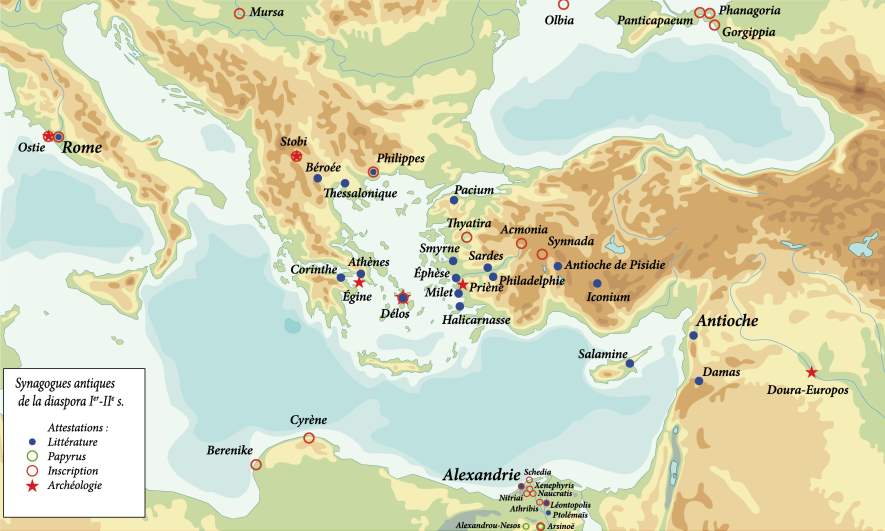 Mursa
Olbia
Panticapaeum
Phanagoria
Gorgippia
Ostie
Rome
Stobi
Béroée
Thessalonique
Philippes
Pacium
Thyatira
Acmonia
Synnada
Smyrne
Sardes
Antioche de Pisidie
Corinthe
Athènes
Éphèse
Philadelphie
Priène
Égine
Milet
Iconium
Délos
Halicarnasse
Antioche
Salamine
Damas
Doura-Europos
Synagogues antiques
de la diaspora Ier-IIe s.
Attestations :
Littérature
Papyrus
Inscription
Archéologie
Cyrène
Berenike
Alexandrie
Schedia
Xenephyris
Nitriai
Naucratis
Athribis
Léontopolis
Ptolémaïs
Alexandrou-Nesos
Arsinoë